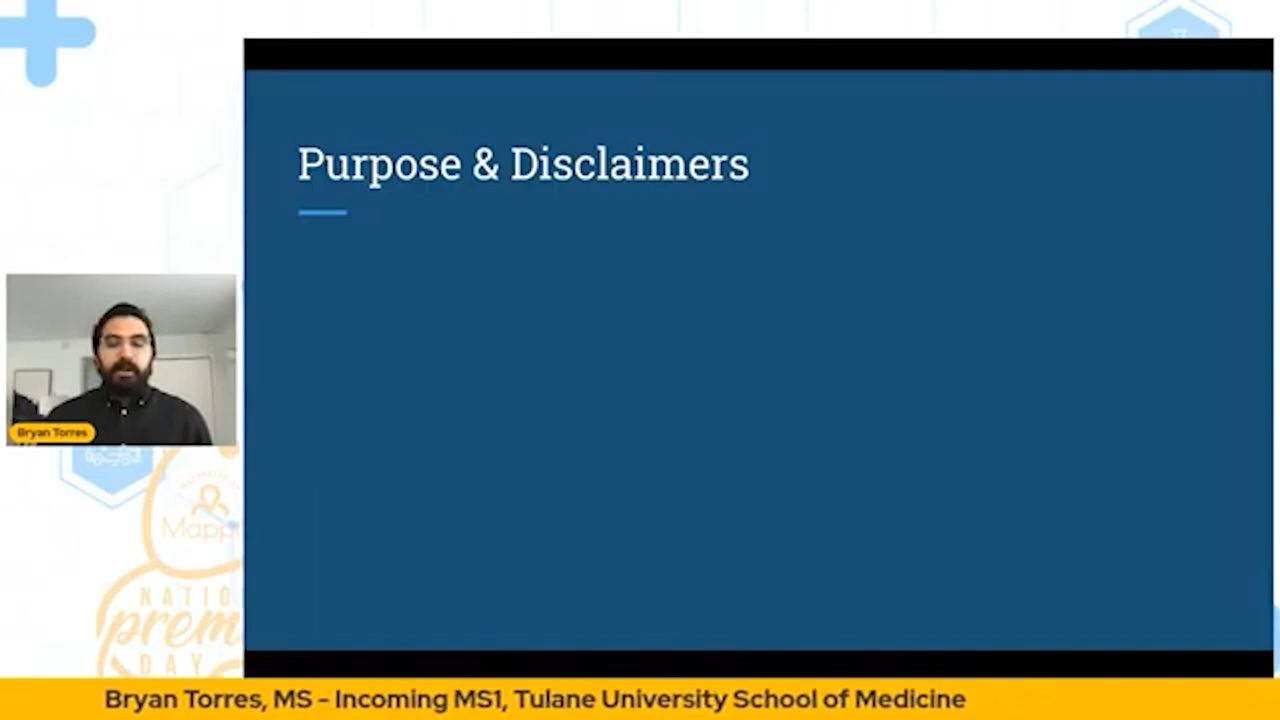 Purpose & Disclaimers
Bryan Torres
Mapp
NATIO
prem
DAY
Bryan Torres, MS - Incoming MS1, Tulane University School of Medicine